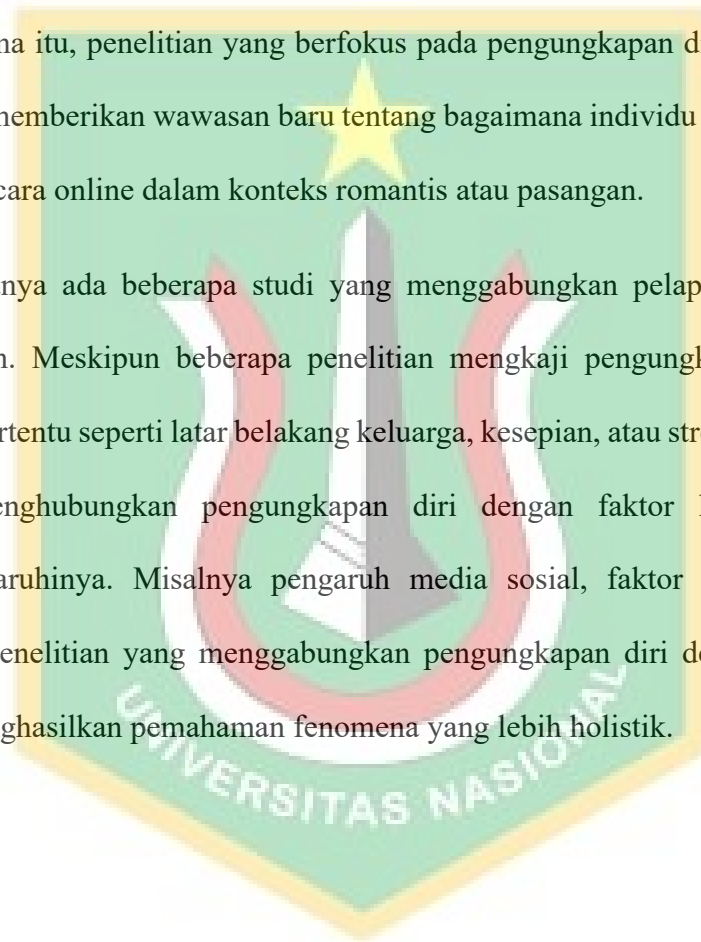 na itu, penelitian yang berfokus pada pengungkapan d
nemberikan wawasan baru tentang bagaimana individu
cara online dalam konteks romantis atau pasangan.
nya ada beberapa studi yang menggabungkan pelap
n. Meskipun beberapa penelitian mengkaji pengungk
rtentu seperti latar belakang keluarga, kesepian, atau stre
enghubungkan pengungkapan diri dengan faktor l
aruhinya. Misalnya pengaruh media sosial, faktor
enelitian yang menggabungkan pengungkapan diri de
ghasilkan pemahaman fenomena yang lebih holistik.
UNIVERSITAS NASIONAL